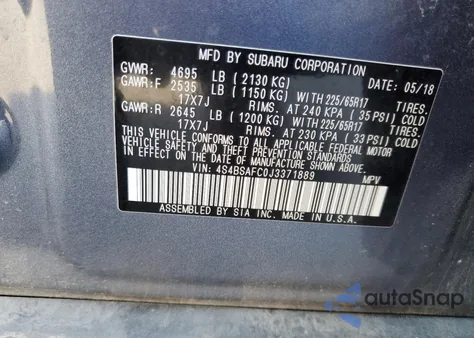 MFD BY SUBARU CORPORATION
GVWR: 4695 LB (2130 KG) DATE: 05/18
GAWR:F 2535 LB (1150 KG) WITH 225/65R17 TIRES.
17X7J RIMS. AT 240 KPA (35 PSI) COLD
GAWR:R 2645 LB (1200 KG) WITH 225/65R17 TIRES.
17X7J RIMS. AT 230 KPA (33 PSI) COLD
THIS VEHICLE CONFORMS TO ALL APPLICABLE FEDERAL MOTOR
VEHICLE SAFETY, BUMPER, AND THEFT PREVENTION STANDARDS
IN EFFECT ON THE DATE OF MANUFACTURE SHOWN ABOVE.
VIN: 4S4BSAFC0J3371889 MPV
ASSEMBLED BY SIA INC. MADE IN U.S.A.
autoSnap